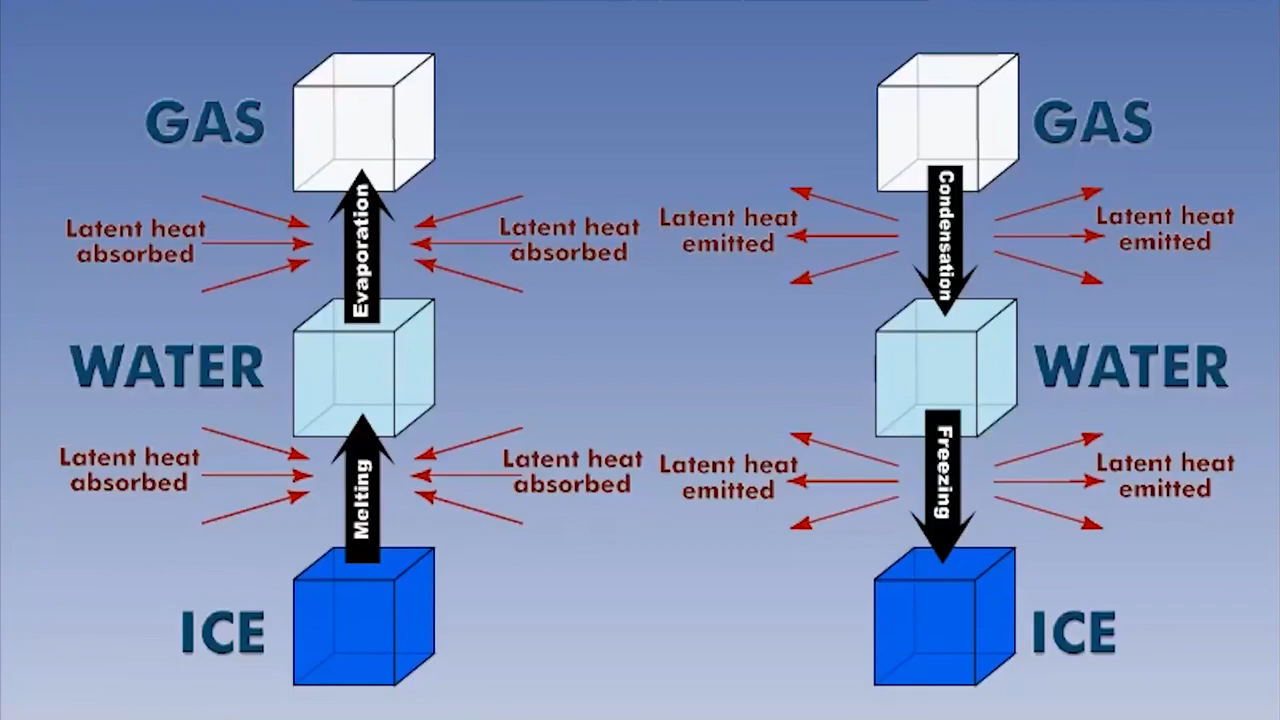 GAS
Evaporation
Latent heat
absorbed
Latent heat
absorbed
WATER
Melting
Latent heat
absorbed
Latent heat
absorbed
ICE
GAS
Condensation
Latent heat
emitted
Latent heat
emitted
WATER
Freezing
Latent heat
emitted
Latent heat
emitted
ICE